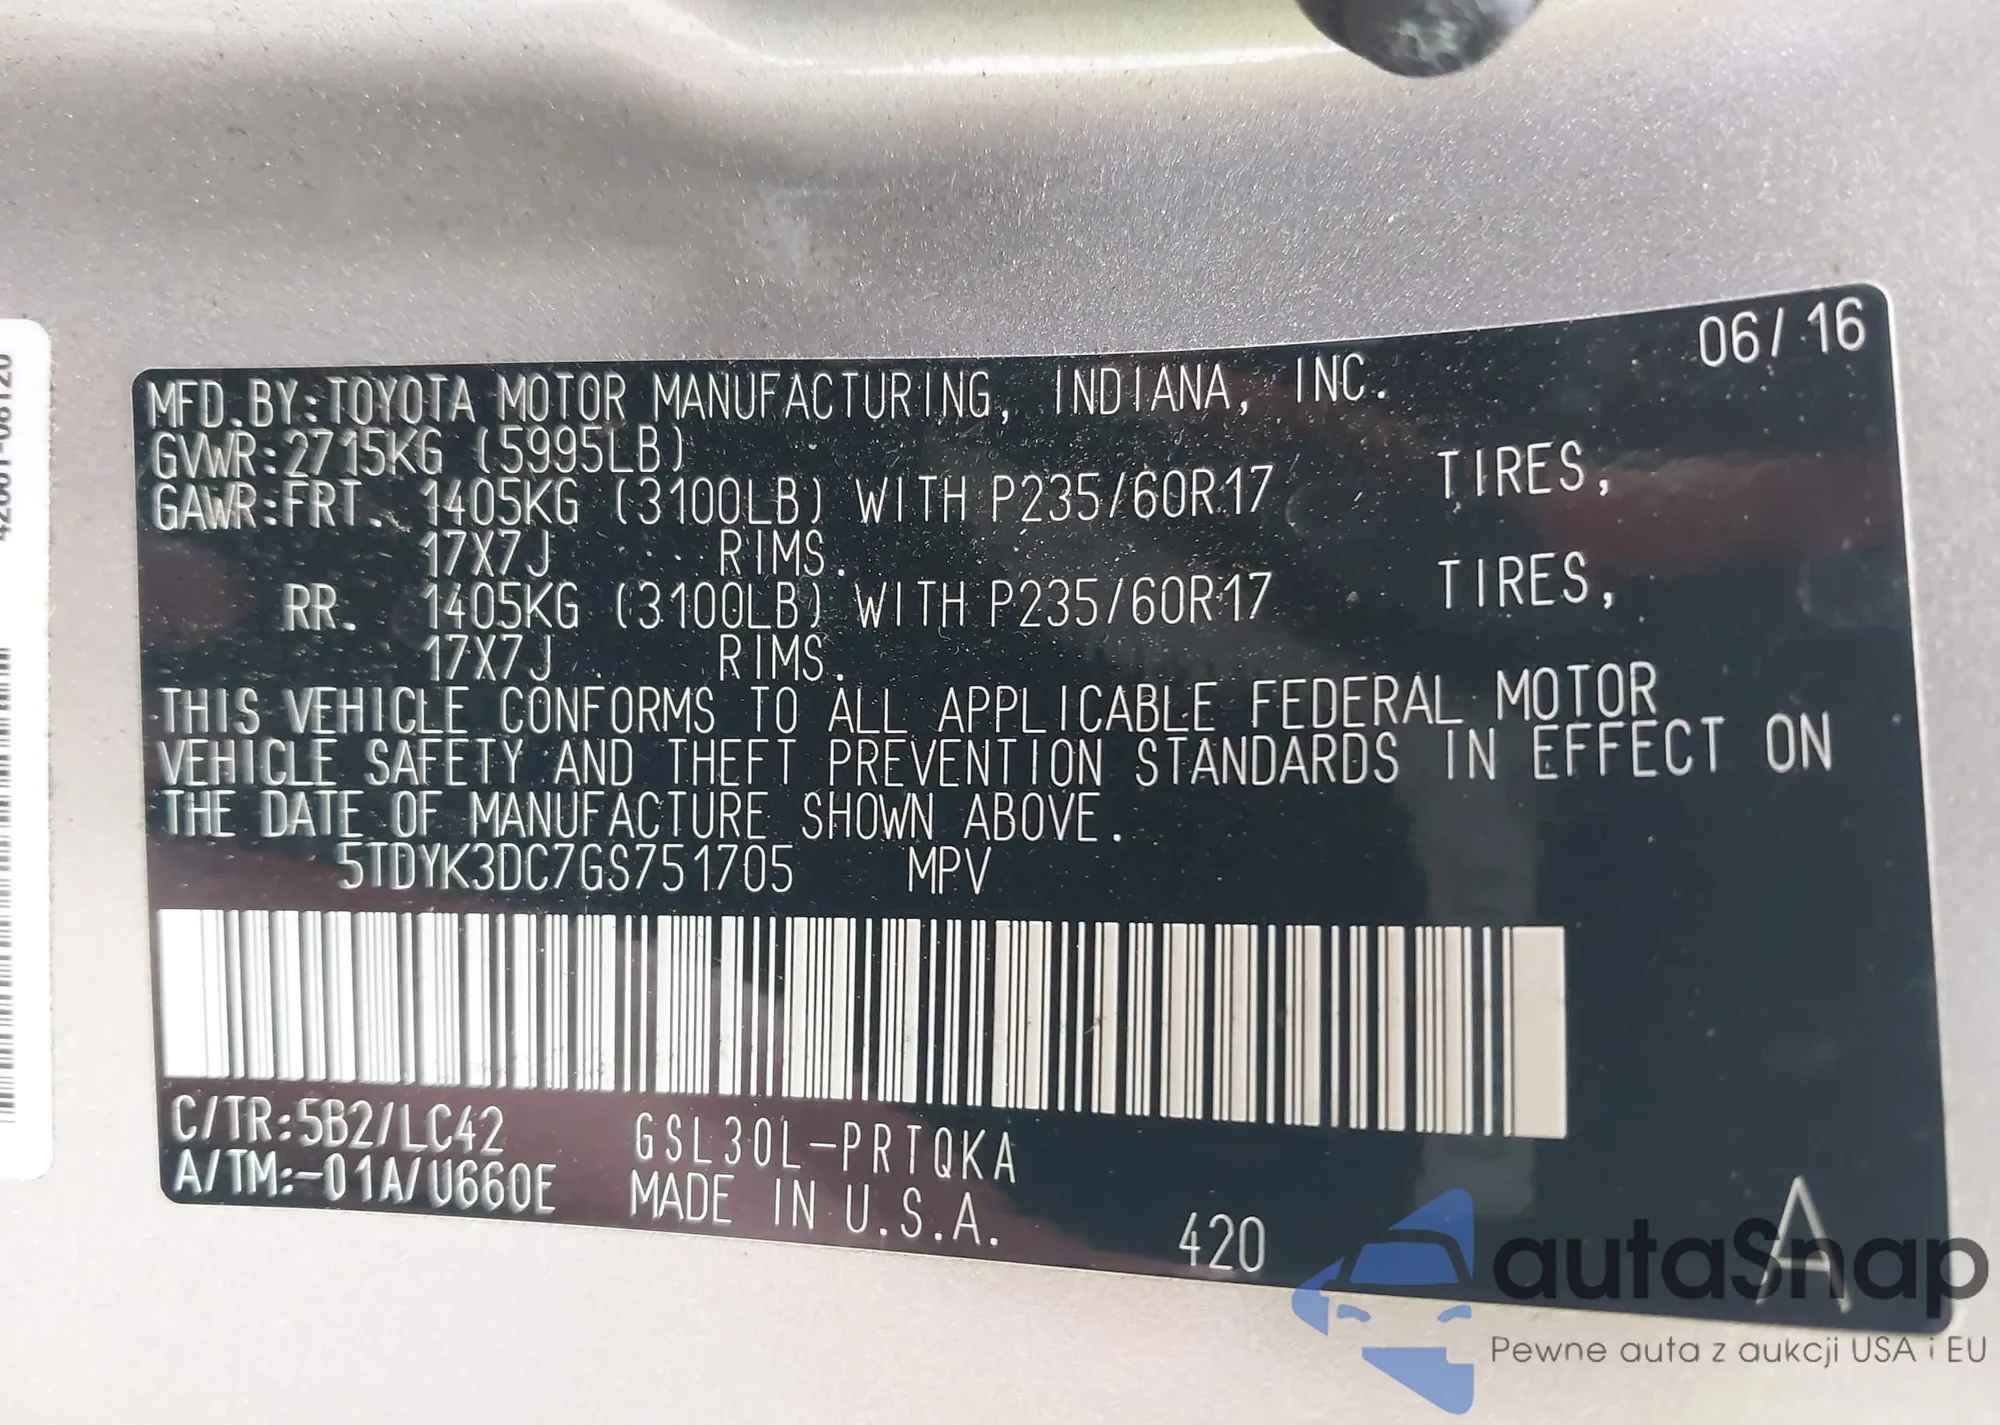 06/16
MFD.BY:TOYOTA MOTOR MANUFACTURING, INDIANA, INC.
GVWR:2715KG (5995LB)
GAWR:FRT. 1405KG (3100LB) WITH P235/60R17 TIRES,
17X7J RIMS.
RR. 1405KG (3100LB) WITH P235/60R17 TIRES,
17X7J RIMS.
THIS VEHICLE CONFORMS TO ALL APPLICABLE FEDERAL MOTOR
VEHICLE SAFETY AND THEFT PREVENTION STANDARDS IN EFFECT ON
THE DATE OF MANUFACTURE SHOWN ABOVE.
5TDYK3DC7GS751705 MPV
C/TR:5B2/LC42 GSL30L-PRTQKA
A/TM:-01A/U660E MADE IN U.S.A.
420 A
autaSnap
Pewne auta z aukcji USA i EU